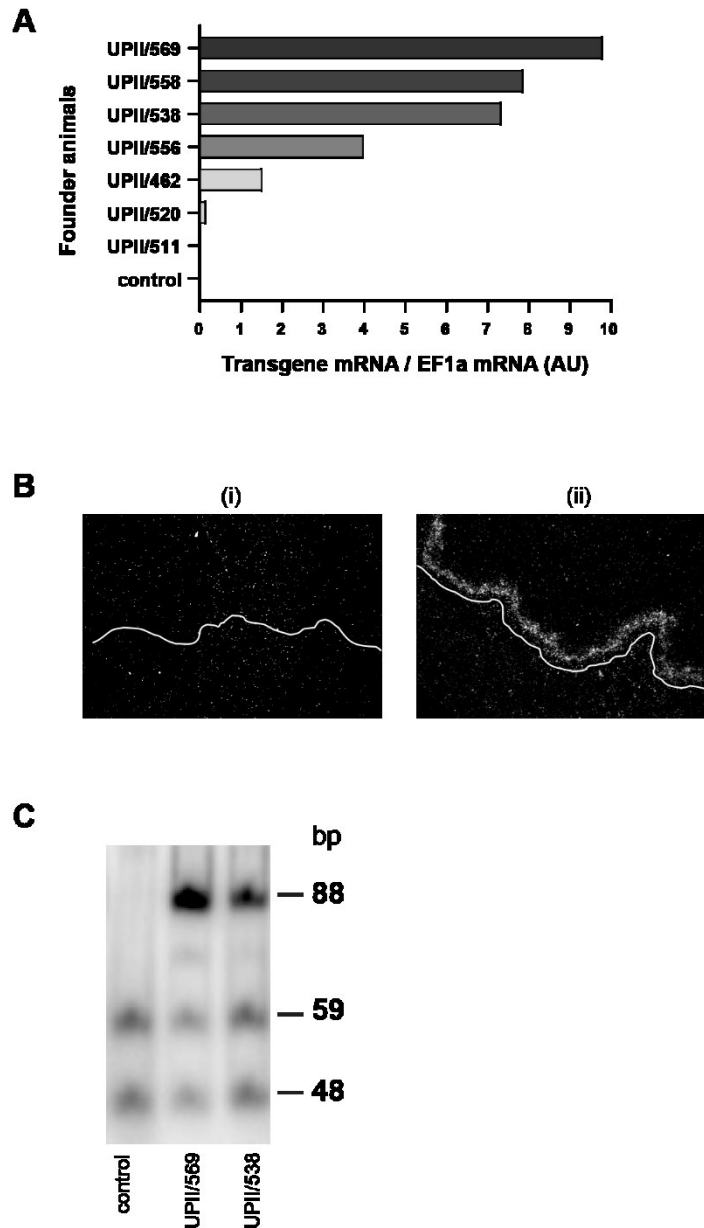 A
Founder animals
UPII/569
UPII/558
UPII/538
UPII/556
UPII/462
UPII/520
UPII/511
control
0 1 2 3 4 5 6 7 8 9 10
Transgene mRNA / EF1a mRNA (AU)
B
(i) (ii)
C
bp
88
59
48
control
UPII/569
UPII/538